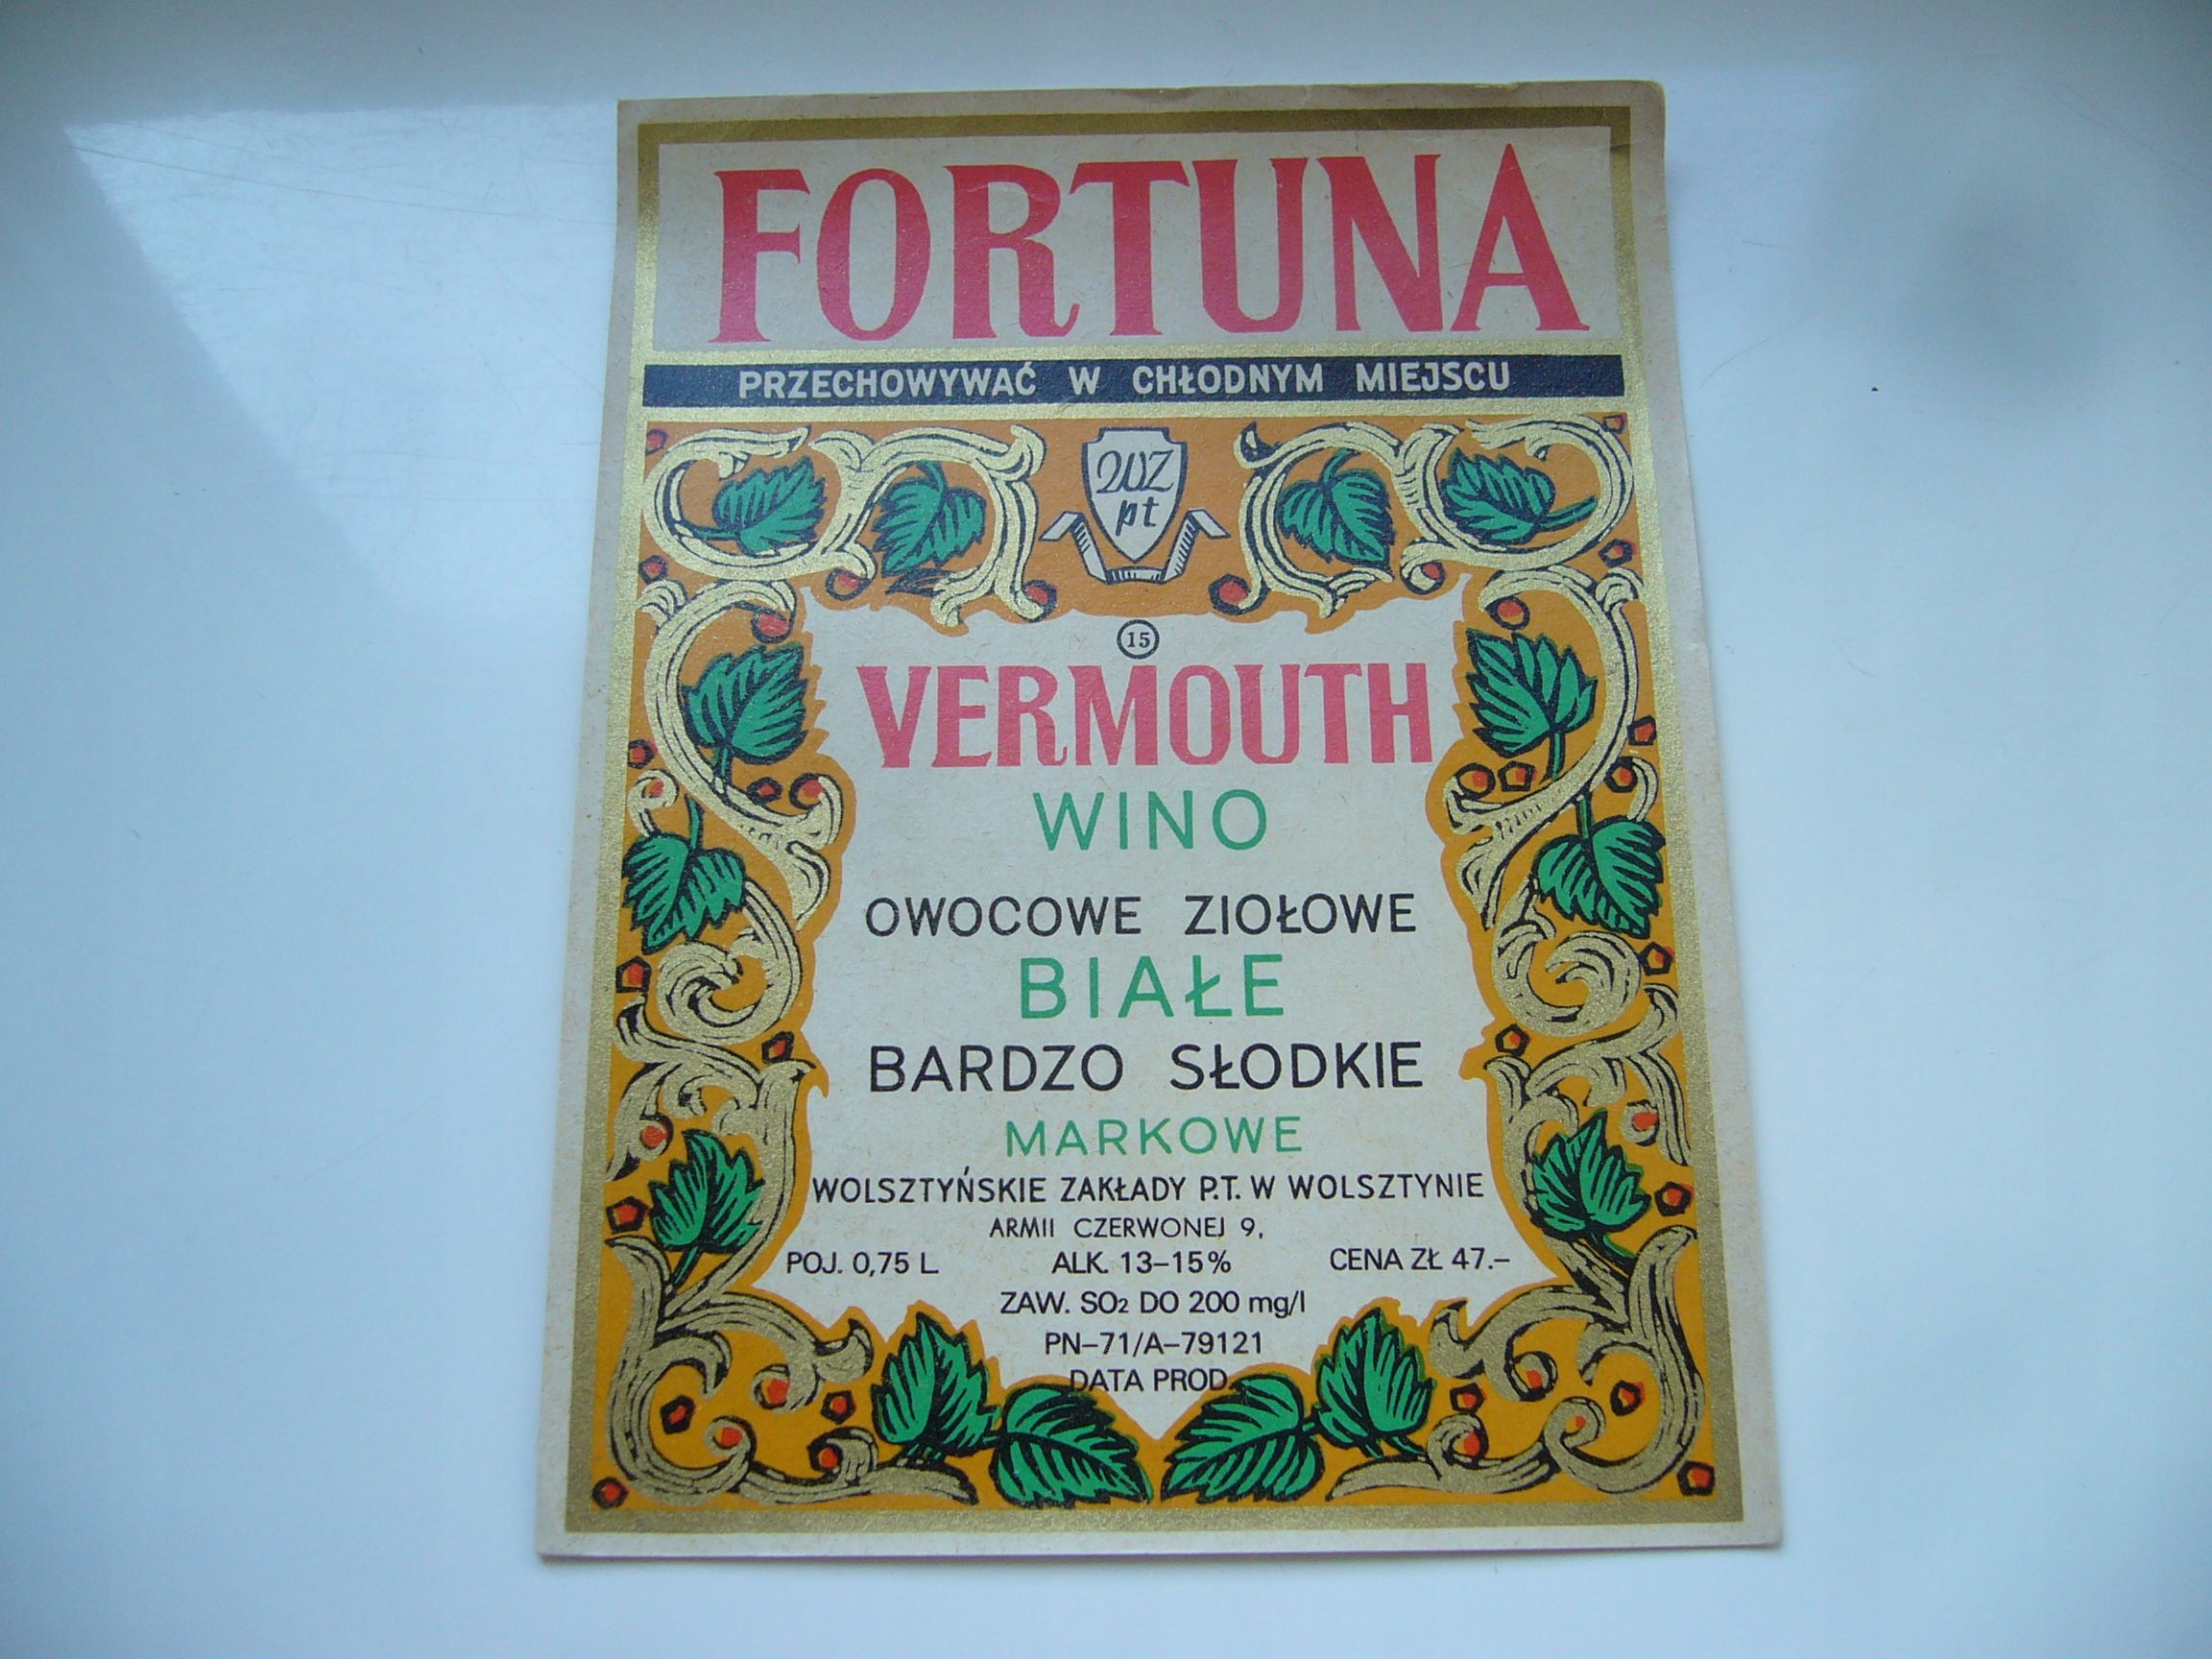 FORTUNA
PRZECHOWYWAĆ W CHŁODNYM MIEJSCU
WZ
pt
15
VERMOUTH
WINO
OWOCOWE ZIOŁOWE
BIAŁE
BARDZO SŁODKIE
MARKOWE
WOLSZTYŃSKIE ZAKŁADY P.T. W WOLSZTYNIE
ARMII CZERWONEJ 9,
POJ. 0,75 L ALK. 13–15% CENA ZŁ 47.–
ZAW. SO₂ DO 200 mg/l
PN–71/A–79121
DATA PROD.